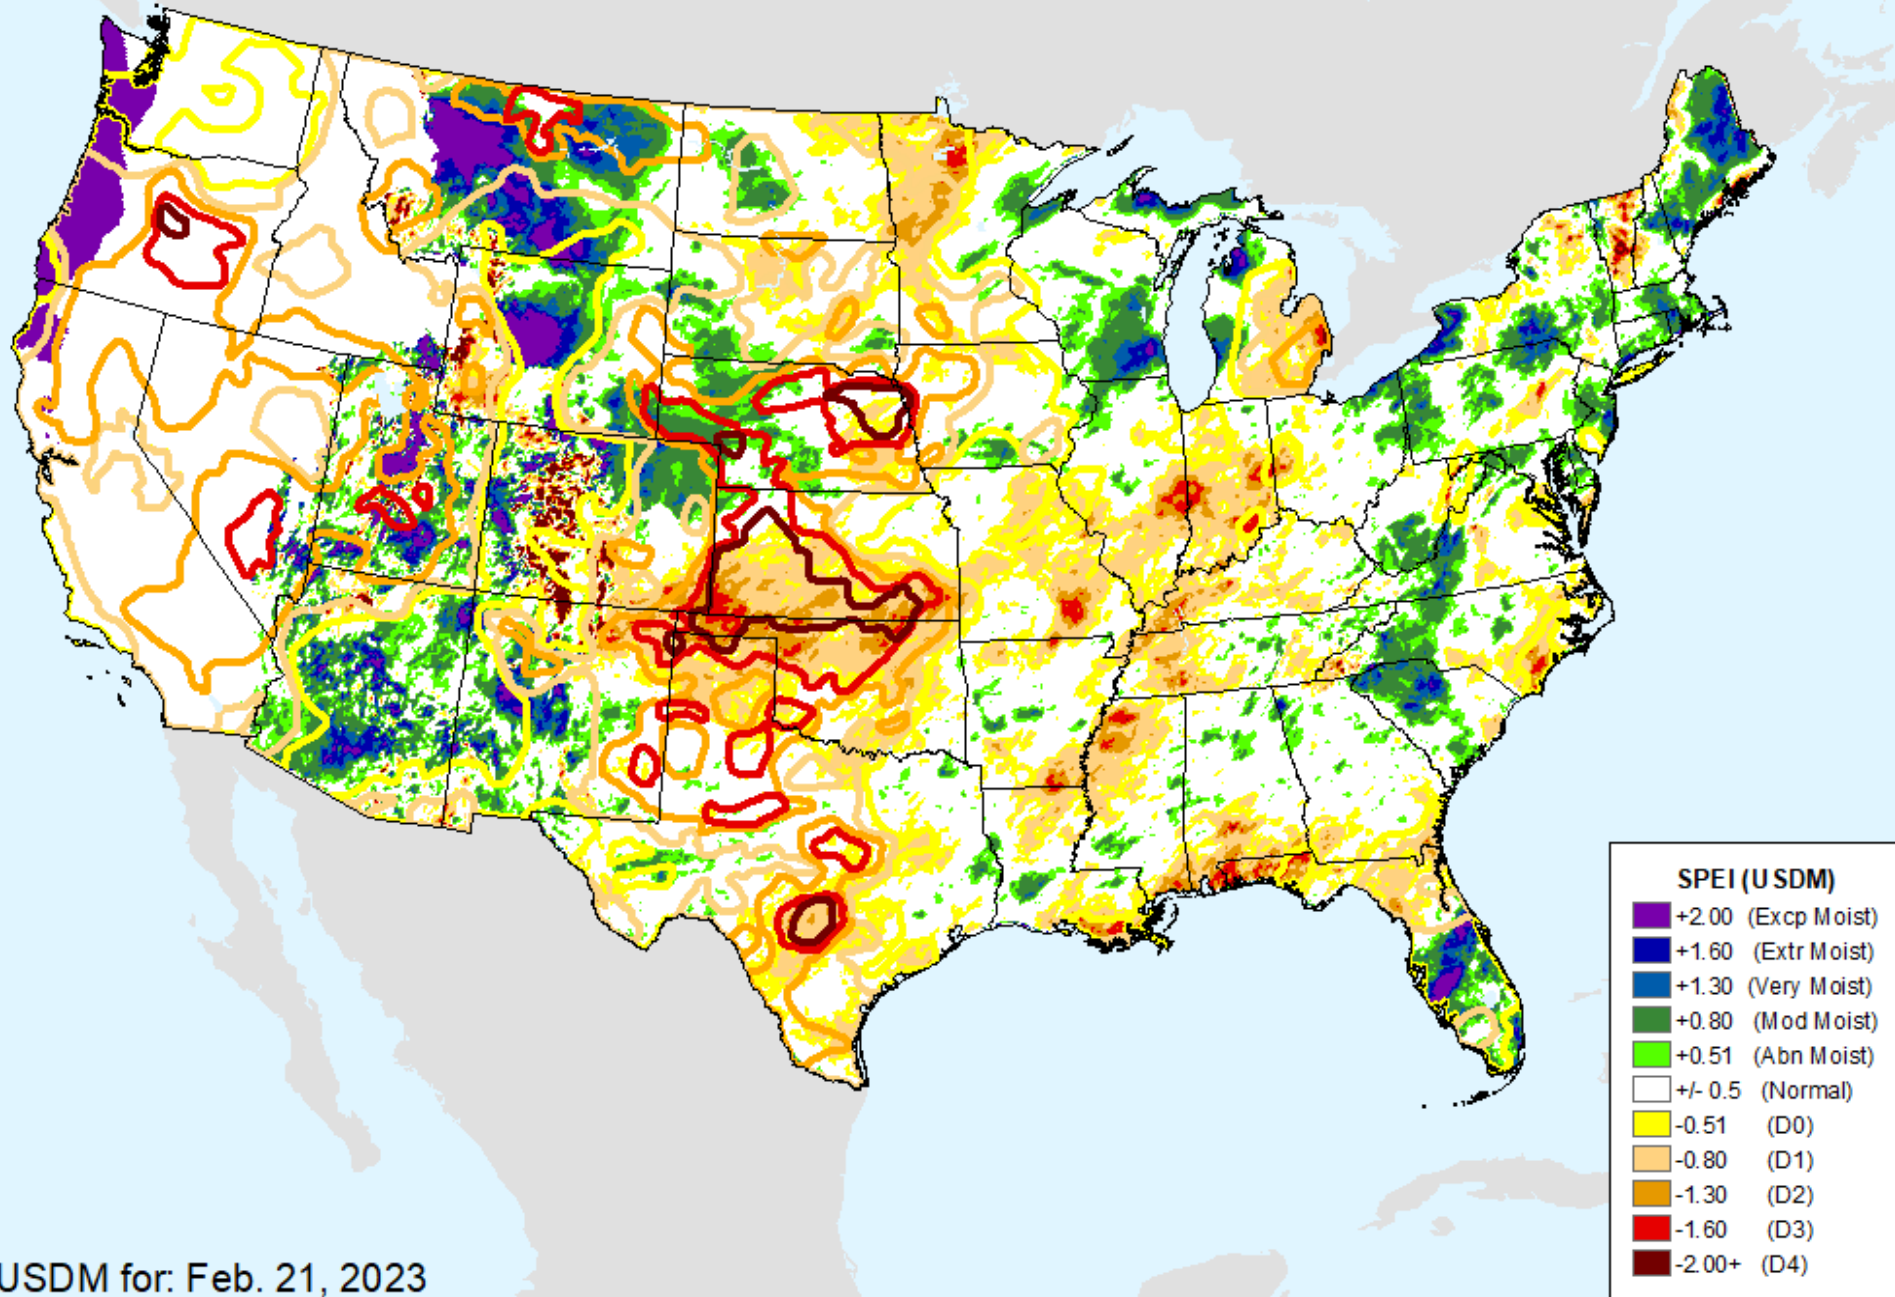 SPEI (USDM)
+2.00 (Excp Moist)
+1.60 (Extr Moist)
+1.30 (Very Moist)
+0.80 (Mod Moist)
+0.51 (Abn Moist)
+/- 0.5 (Normal)
-0.51 (D0)
-0.80 (D1)
-1.30 (D2)
-1.60 (D3)
-2.00+ (D4)
USDM for: Feb. 21, 2023